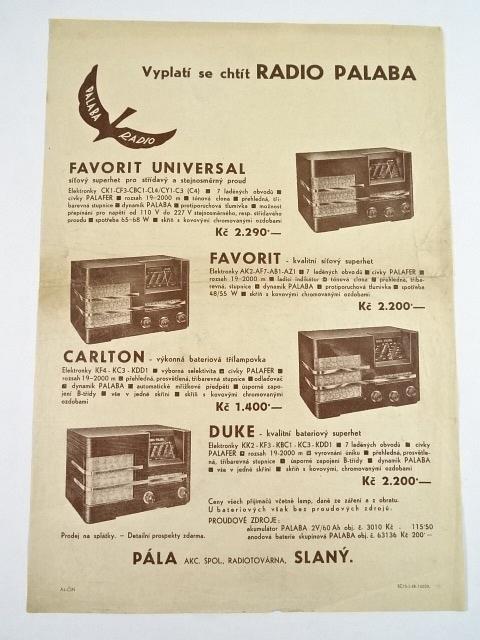 Vyplatí se chtít RADIO PALABA
PALABA
RADIO
FAVORIT UNIVERSAL
síťový superhet pro střídavý a stejnosměrný proud
Elektronky CK1-CF3-CBC1-CL4/CY1-C3 (C4) ■ 7 laděných obvodů ■
cívky PALAFER ■ rozsah 19–2000 m ■ tónová clona ■ přehledná, tří-
barevná stupnice ■ dynamik PALABA ■ protiporuchová tlumivka ■ možnost
přepínání pro napětí od 110 V do 227 V stejnosměrného, resp. střídavého
proudu ■ spotřeba 65-68 W ■ skříň s kovovými chromovanými ozdobami
Kč 2.290·—
FAVORIT - kvalitní síťový superhet
Elektronky AK2-AF7-AB1-AZ1 ■ 7 laděných obvodů ■ cívky PALAFER ■
rozsah 19-2000 m ■ ladicí indikátor ■ tónová clona ■ přehledná, tříba-
revná, stupnice ■ dynamik PALABA ■ protiporuchová tlumivka ■ spotřeba
48/55 W ■ skříň s kovovými chromovanými ozdobami
Kč 2.200·—
CARLTON - výkonná bateriová třílampovka
Elektronky KF4 - KC3 - KDD1 ■ výborná selektivita ■ cívky PALAFER ■
rozsah 19–2000 m ■ přehledná, prosvětlená, tříbarevná stupnice ■ odlaďovač
■ dynamik PALABA ■ automatické mřížkové předpětí ■ úsporné zapo-
jení B-třídy ■ vše v jedné skříni ■ skříň s kovovými chromovanými
ozdobami
Kč 1.400·—
DUKE - kvalitní bateriový superhet
Elektronky KK2 - KF3 - KBC1 - KC3 - KDD1 ■ 7 laděných obvodů ■ cívky
PALAFER ■ rozsah 19-2000 m ■ vyrovnání úniku ■ přehledná, prosvětle-
ná, tříbarevná stupnice ■ úsporné zapojení B-třídy ■ dynamik PALABA
■ vše v jedné skříni ■ skříň s kovovými, chromovanými ozdobami
Kč 2.200·—
Ceny všech přijímačů včetně lamp, daně ze záření a z obratu.
U bateriových však bez proudových zdrojů.
PROUDOVÉ ZDROJE:
akumulátor PALABA 2V/60 Ah obj. č. 3010 Kč . 115/50
anodová baterie skupinová PALABA obj. č. 63136 Kč 200·—
Prodej na splátky. – Detailní prospekty zdarma.
PÁLA AKC. SPOL., RADIOTOVÁRNA, SLANÝ.